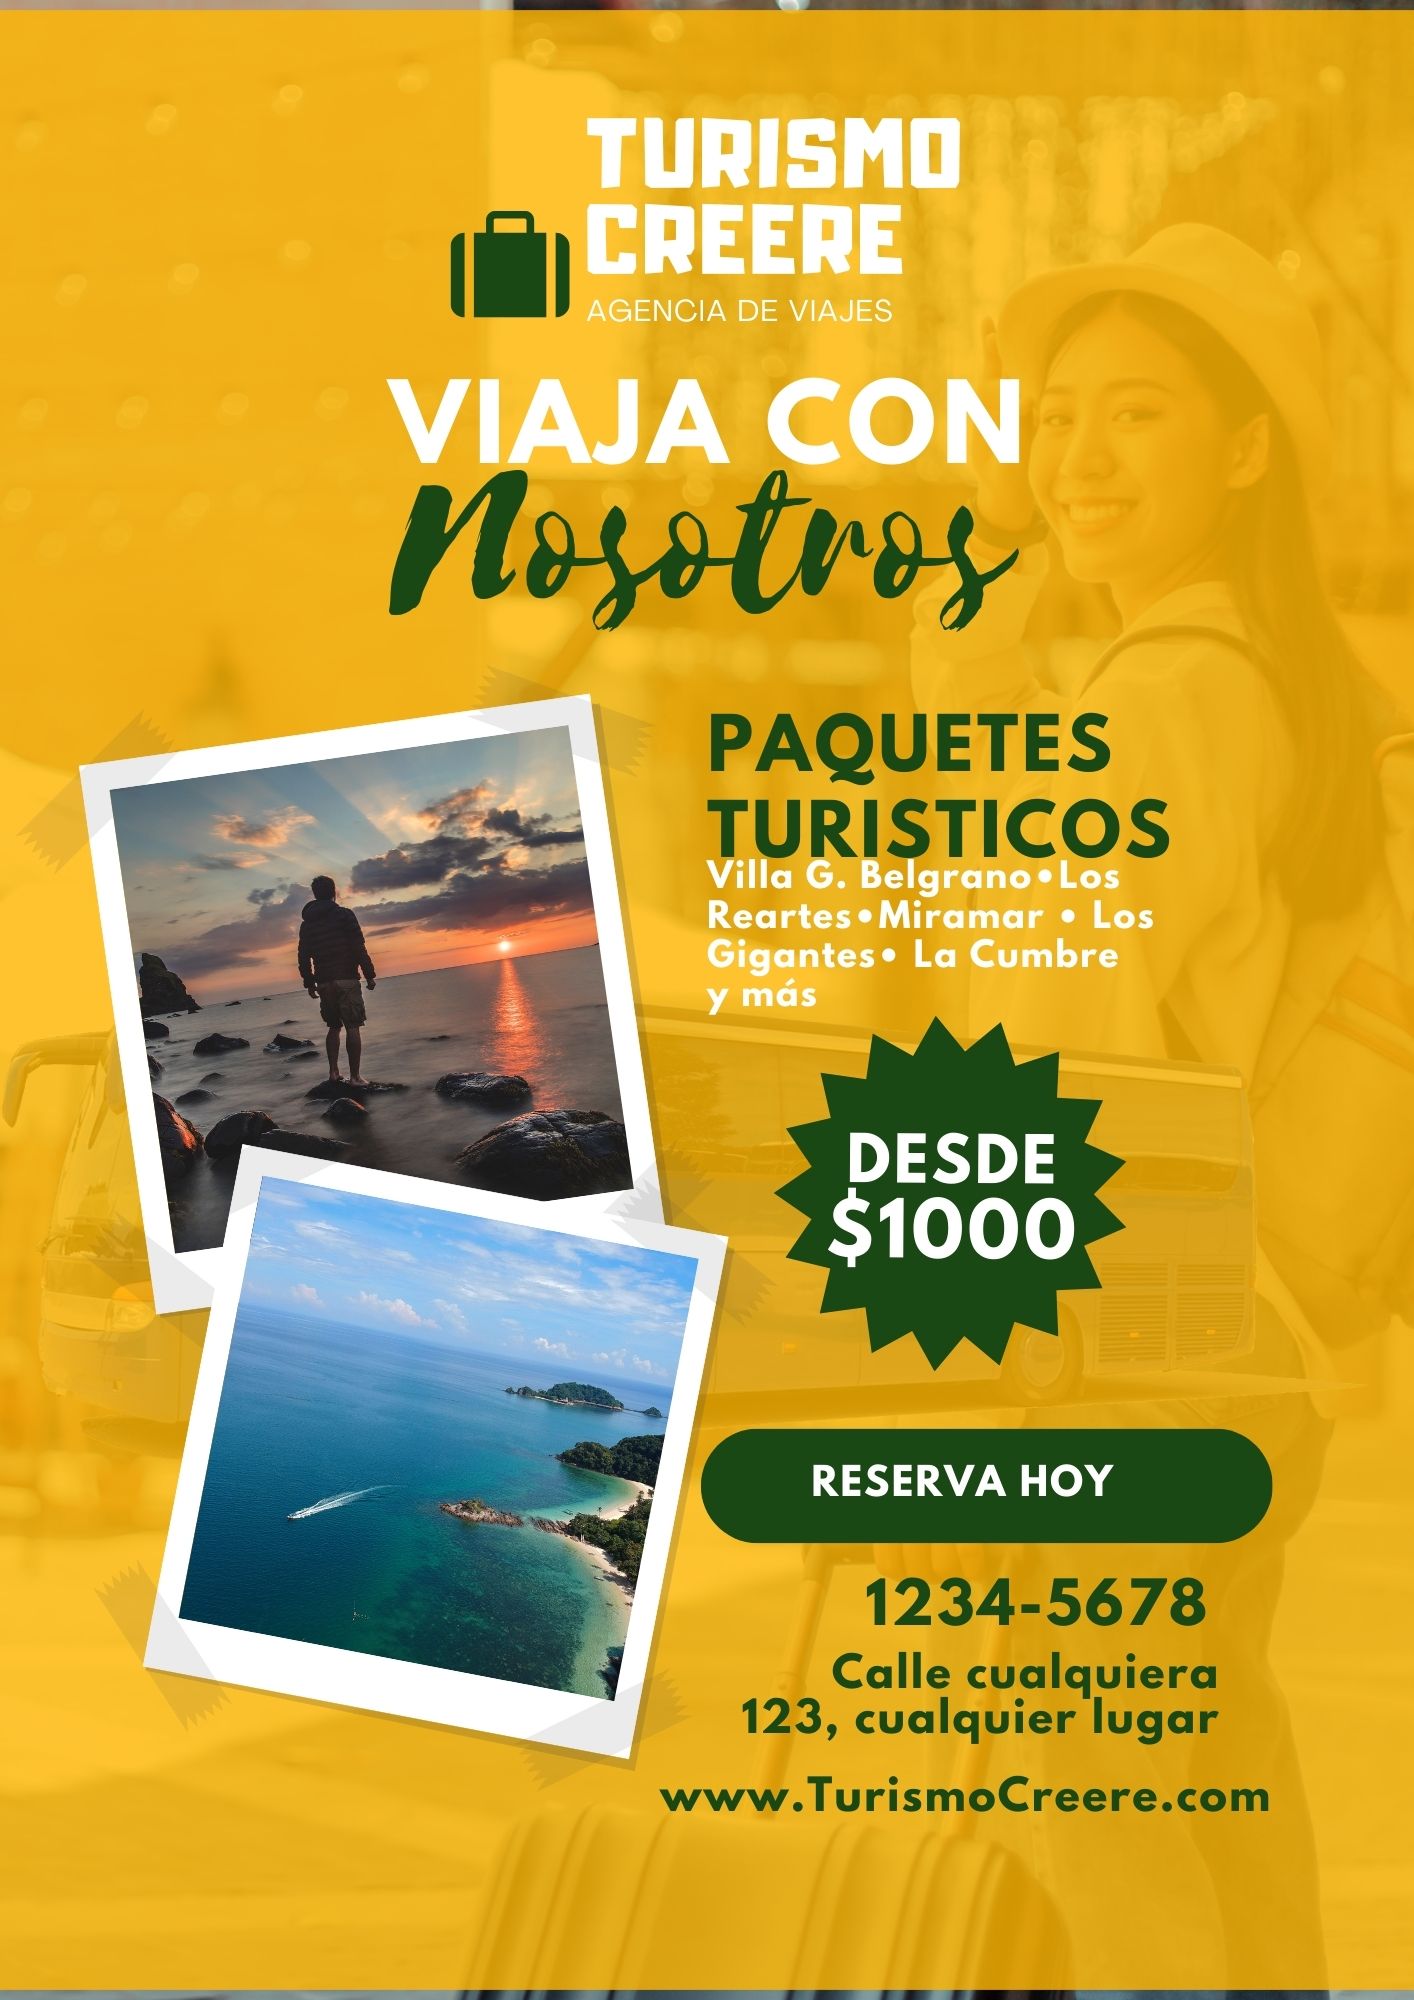 TURISMO
CREERE
AGENCIA DE VIAJES
VIAJA CON
Nosotros
PAQUETES
TURISTICOS
Villa G. Belgrano•Los
Reartes•Miramar • Los
Gigantes• La Cumbre
y más
DESDE
$1000
RESERVA HOY
1234-5678
Calle cualquiera
123, cualquier lugar
www.TurismoCreere.com